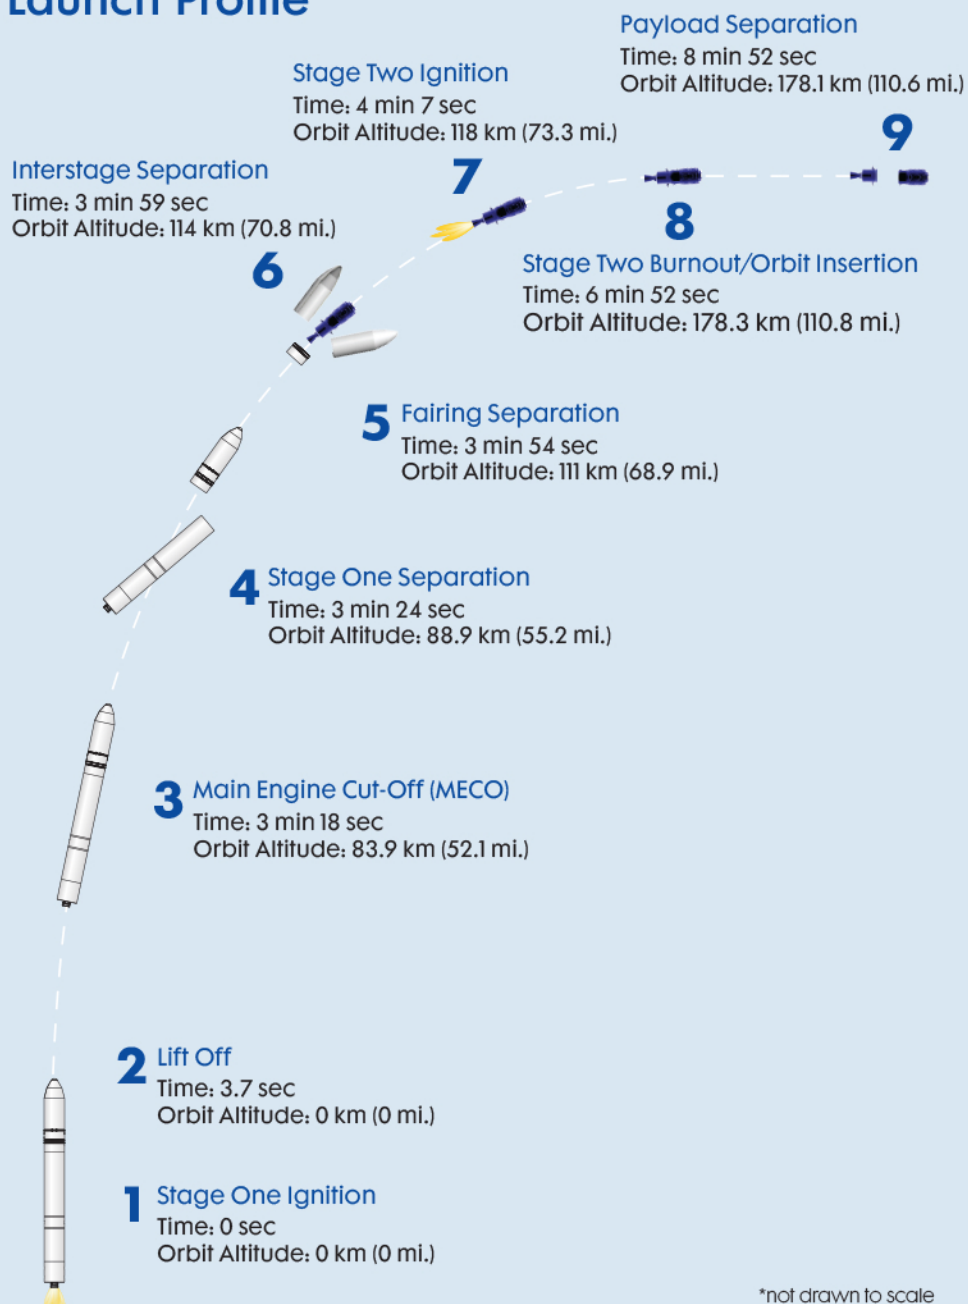 Launch Profile
Payload Separation
Time: 8 min 52 sec
Orbit Altitude: 178.1 km (110.6 mi.)
9
Stage Two Ignition
Time: 4 min 7 sec
Orbit Altitude: 118 km (73.3 mi.)
7
8
Stage Two Burnout/Orbit Insertion
Time: 6 min 52 sec
Orbit Altitude: 178.3 km (110.8 mi.)
Interstage Separation
Time: 3 min 59 sec
Orbit Altitude: 114 km (70.8 mi.)
6
5 Fairing Separation
Time: 3 min 54 sec
Orbit Altitude: 111 km (68.9 mi.)
4 Stage One Separation
Time: 3 min 24 sec
Orbit Altitude: 88.9 km (55.2 mi.)
3 Main Engine Cut-Off (MECO)
Time: 3 min 18 sec
Orbit Altitude: 83.9 km (52.1 mi.)
2 Lift Off
Time: 3.7 sec
Orbit Altitude: 0 km (0 mi.)
1 Stage One Ignition
Time: 0 sec
Orbit Altitude: 0 km (0 mi.)
*not drawn to scale